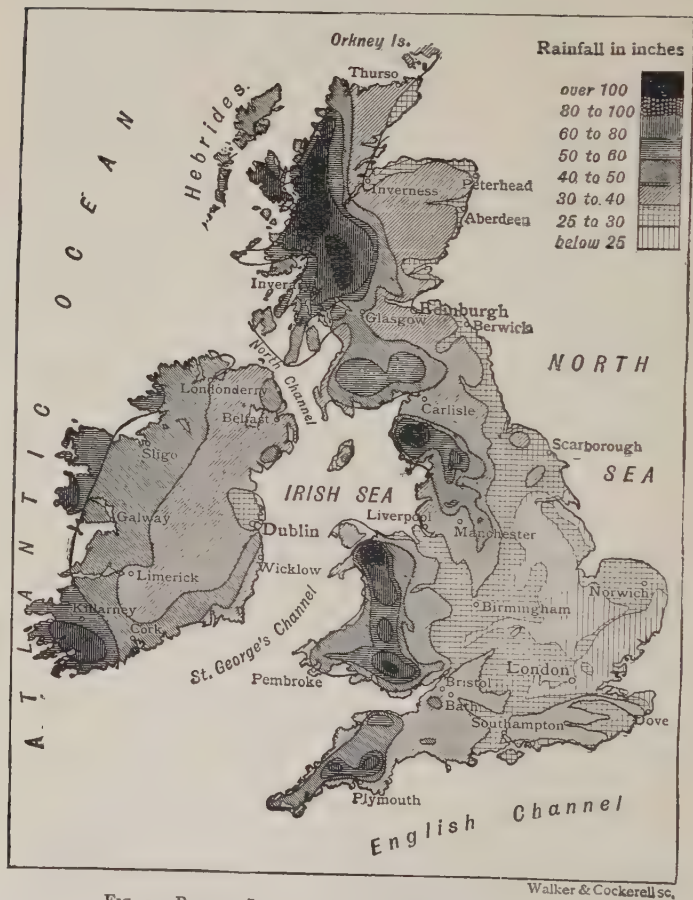 Orkney Is.
Thurso
Hebrides.
Rainfall in inches
over 100
80 to 100
60 to 80
50 to 60
40 to 50
30 to 40
25 to 30
below 25
ATLANTIC OCEAN
Inverness
Peterhead
Aberdeen
Edinburgh
Glasgow
Berwick
North Channel
NORTH SEA
Londonderry
Belfast
Carlisle
Scarborough
Sligo
IRISH SEA
Galway
Dublin
Liverpool
Manchester
Limerick
Wicklow
Killarney
Cork
Birmingham
Norwich
St. George's Channel
Pembroke
London
Bristol
Bath
Southampton
Dove
Plymouth
English Channel
Walker & Cockerell sc.